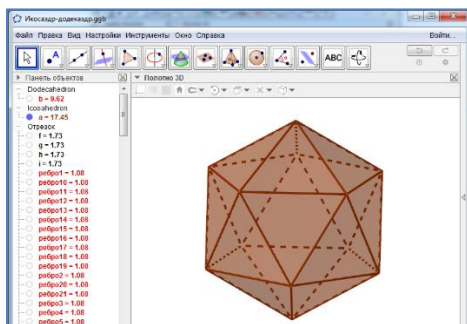 Икосаэдр-додекаэдр.ggb
Файл Правка Вид Настройки Инструменты Окно Справка
Войти...
ABC
Панель объектов
Полотно 3D
Dodecahedron
b = 9.62
Icosahedron
a = 17.45
Отрезок
f = 1.73
g = 1.73
h = 1.73
i = 1.73
ребро1 = 1.08
ребро10 = 1.08
ребро11 = 1.08
ребро12 = 1.08
ребро13 = 1.08
ребро14 = 1.08
ребро15 = 1.08
ребро16 = 1.08
ребро17 = 1.08
ребро18 = 1.08
ребро19 = 1.08
ребро2 = 1.08
ребро20 = 1.08
ребро21 = 1.08
ребро3 = 1.08
ребро4 = 1.08
ребро5 = 1.08